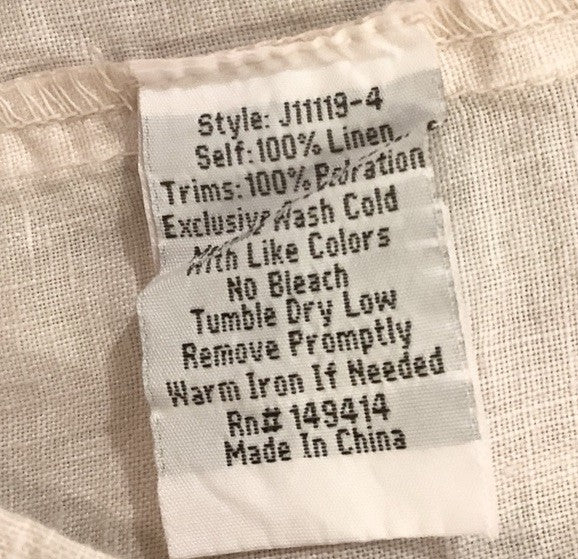 Style: J11119-4
Self:100% Linen
Trims:100%
Exclusive Wash Cold
With Like Colors
No Bleach
Tumble Dry Low
Remove Promptly
Warm Iron If Needed
Rn# 149414
Made In China